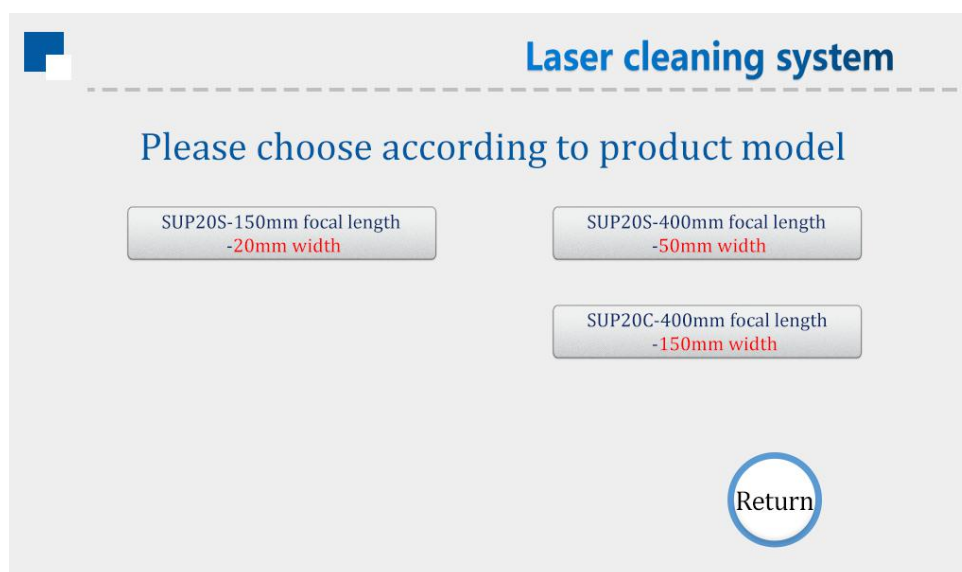 Laser cleaning system
Please choose according to product model
SUP20S-150mm focal length
-20mm width
SUP20S-400mm focal length
-50mm width
SUP20C-400mm focal length
-150mm width
Return